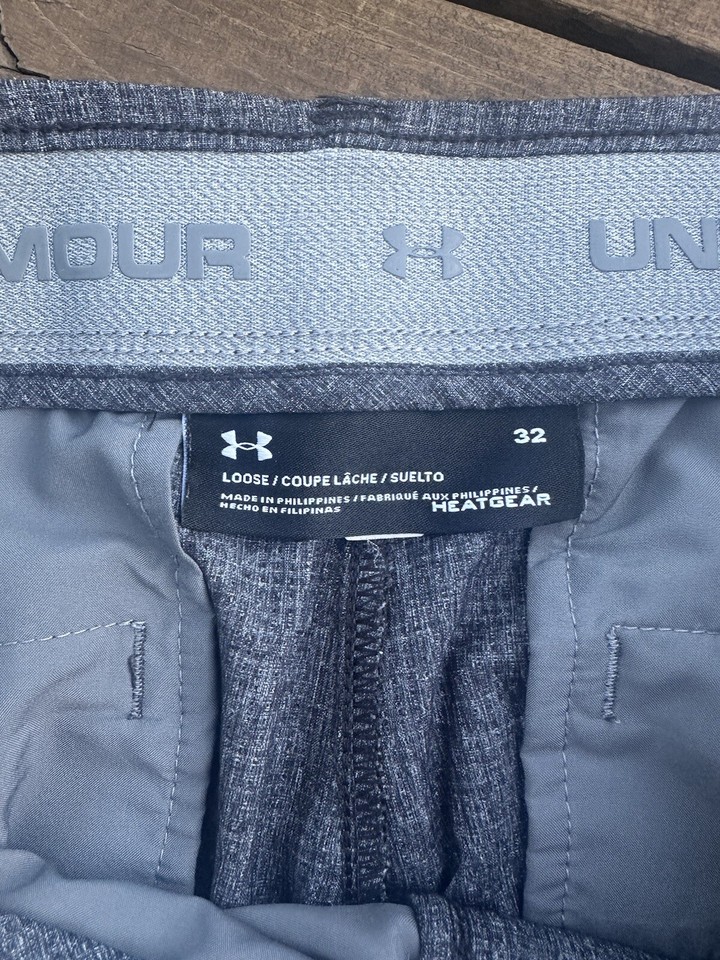 MOUR UN
32
LOOSE / COUPE LÂCHE / SUELTO
MADE IN PHILIPPINES / FABRIQUÉ AUX PHILIPPINES /
HECHO EN FILIPINAS
HEATGEAR